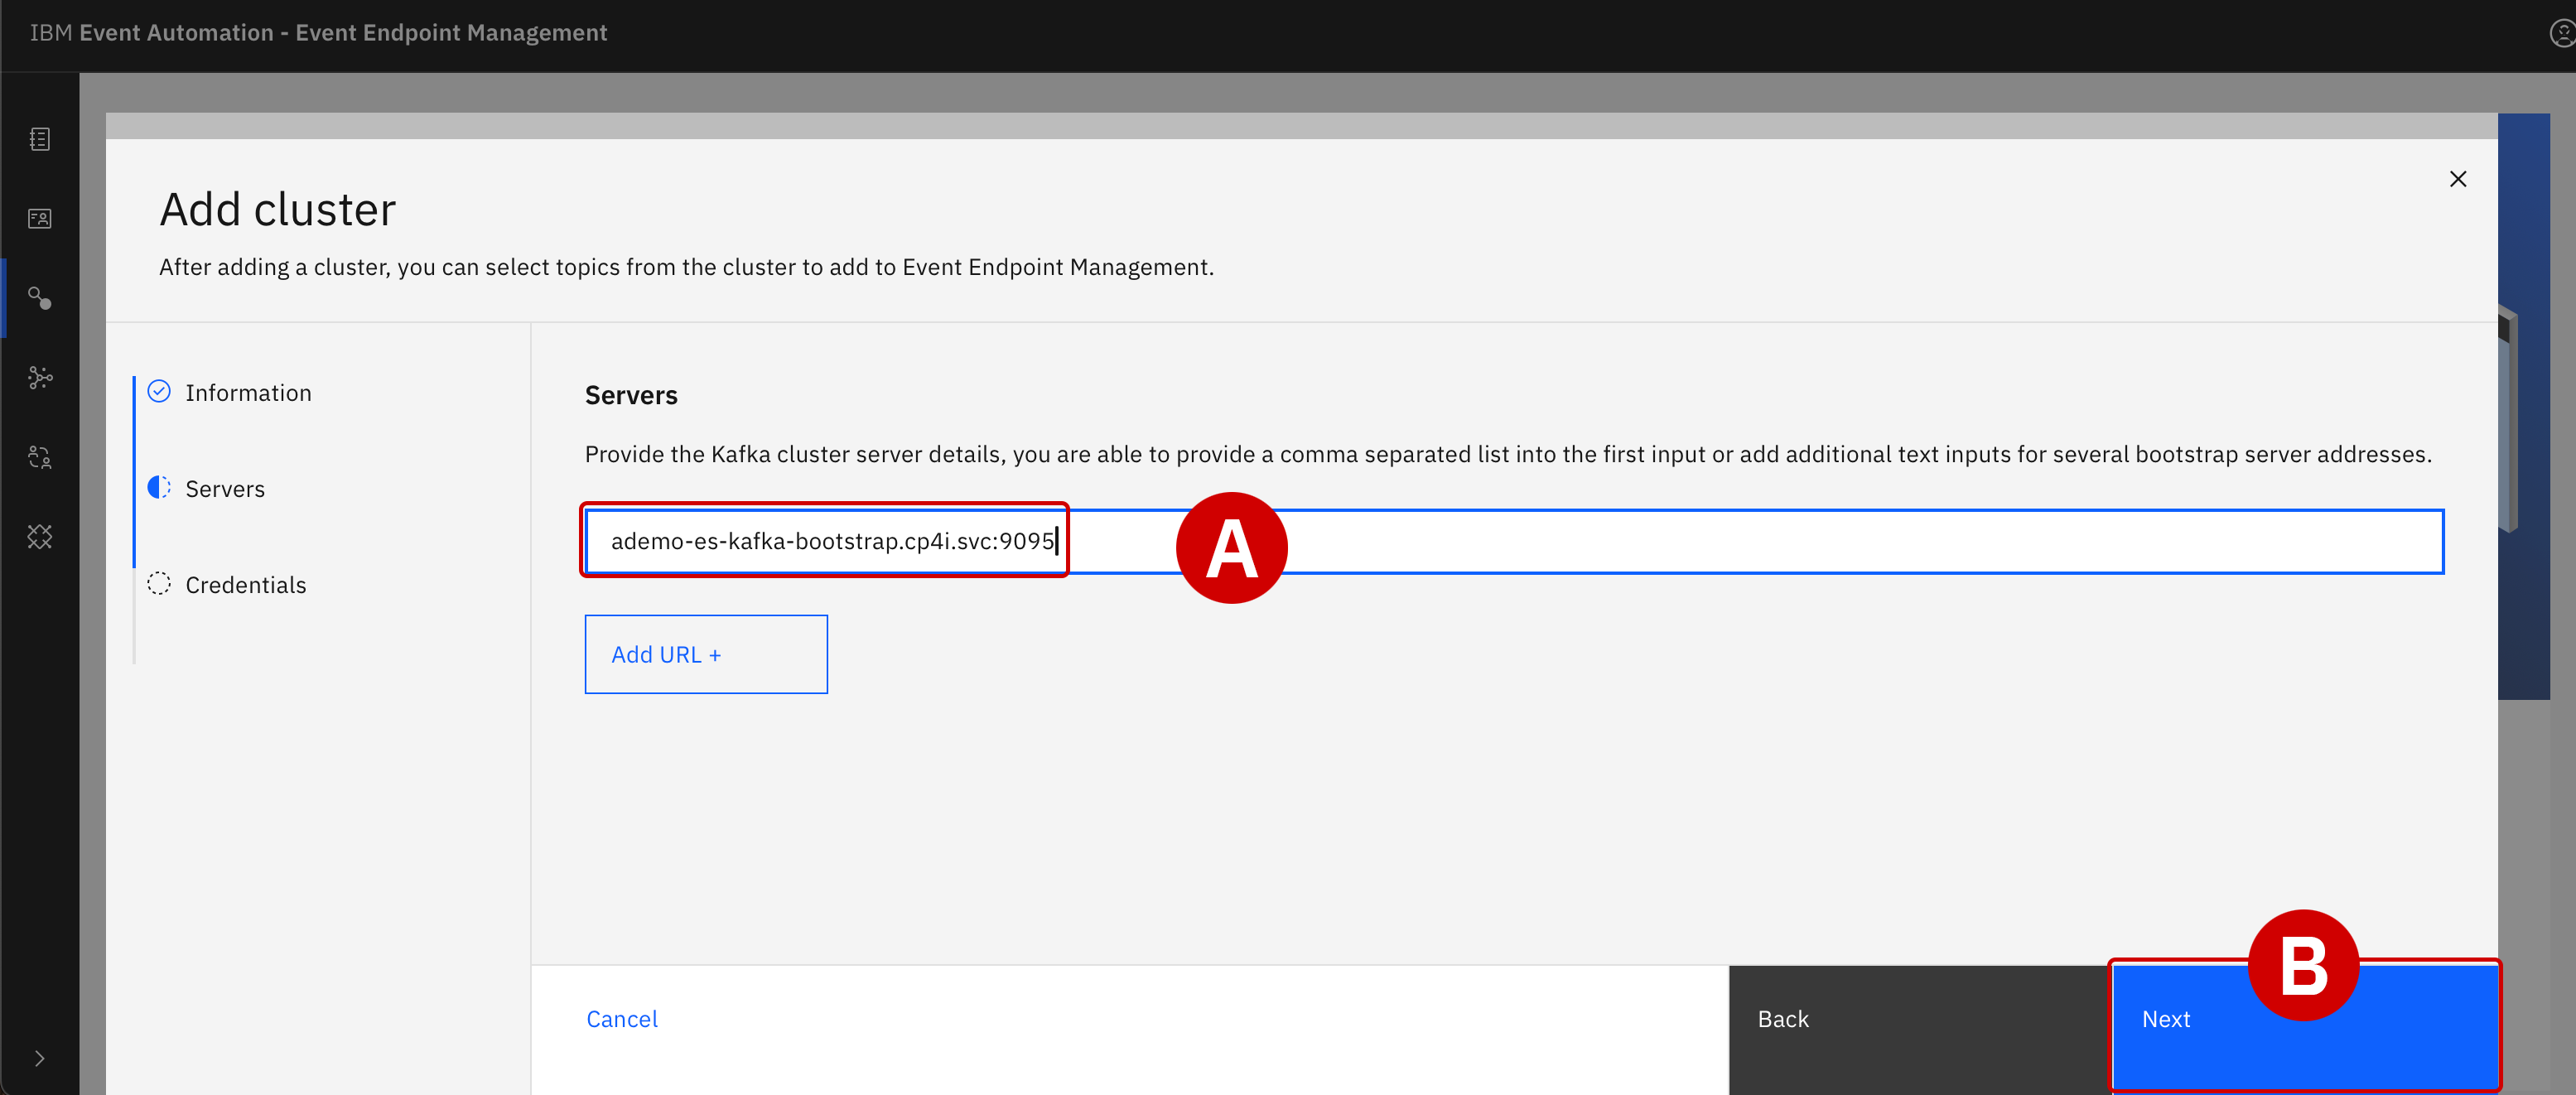 IBM Event Automation - Event Endpoint Management
Add cluster
After adding a cluster, you can select topics from the cluster to add to Event Endpoint Management.
Information
Servers
Credentials
Servers
Provide the Kafka cluster server details, you are able to provide a comma separated list into the first input or add additional text inputs for several bootstrap server addresses.
ademo-es-kafka-bootstrap.cp4i.svc:9095
A
Add URL +
B
Cancel
Back
Next